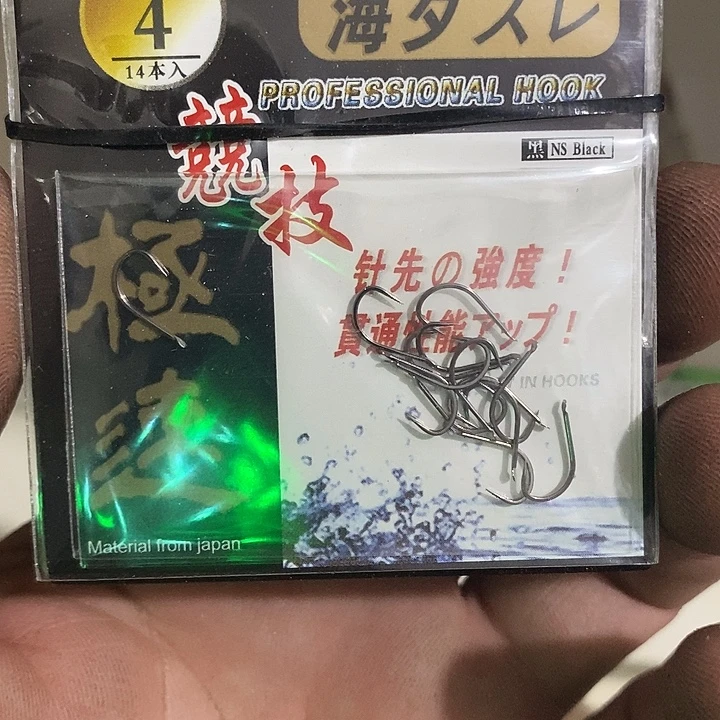 4
14本入
海タスレ
PROFESSIONAL HOOK
競技
黒 NS Black
針先の強度！
貫通性能アップ！
IN HOOKS
極
Material from japan